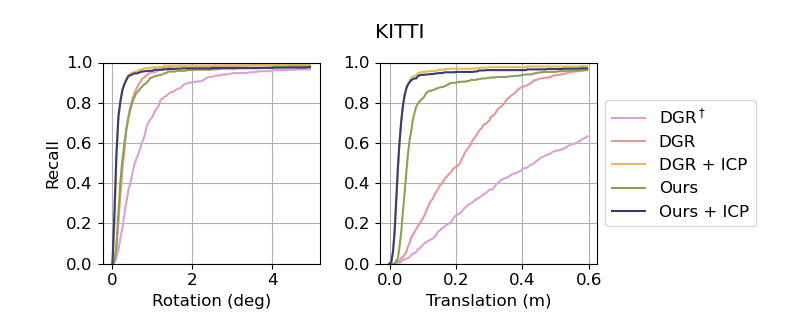 KITTI
Recall
1.0
0.8
0.6
0.4
0.2
0.0
0 2 4
Rotation (deg)
1.0
0.8
0.6
0.4
0.2
0.0
0.0 0.2 0.4 0.6
Translation (m)
DGR†
DGR
DGR + ICP
Ours
Ours + ICP